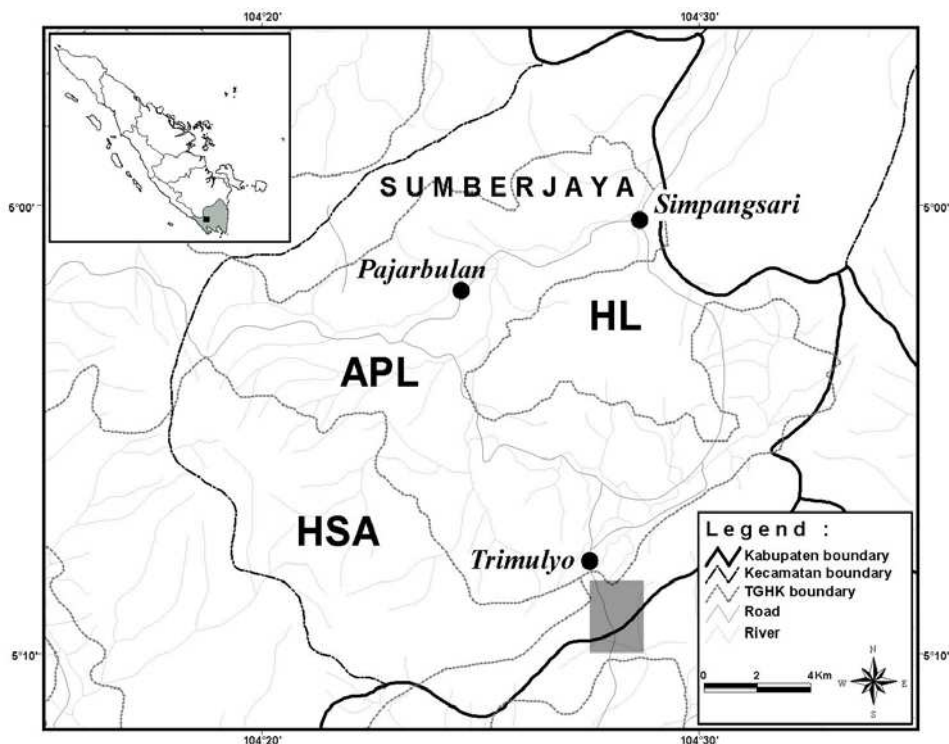 104°20'
104°30'
5°00'
5°00'
SUMBERJAYA
Simpangsari
Pajarbulan
HL
APL
HSA
Trimulyo
Legend :
Kabupaten boundary
Kecamatan boundary
TGHK boundary
Road
River
0 2 4 Km
N
W E
S
5°10'
5°10'
104°20'
104°30'